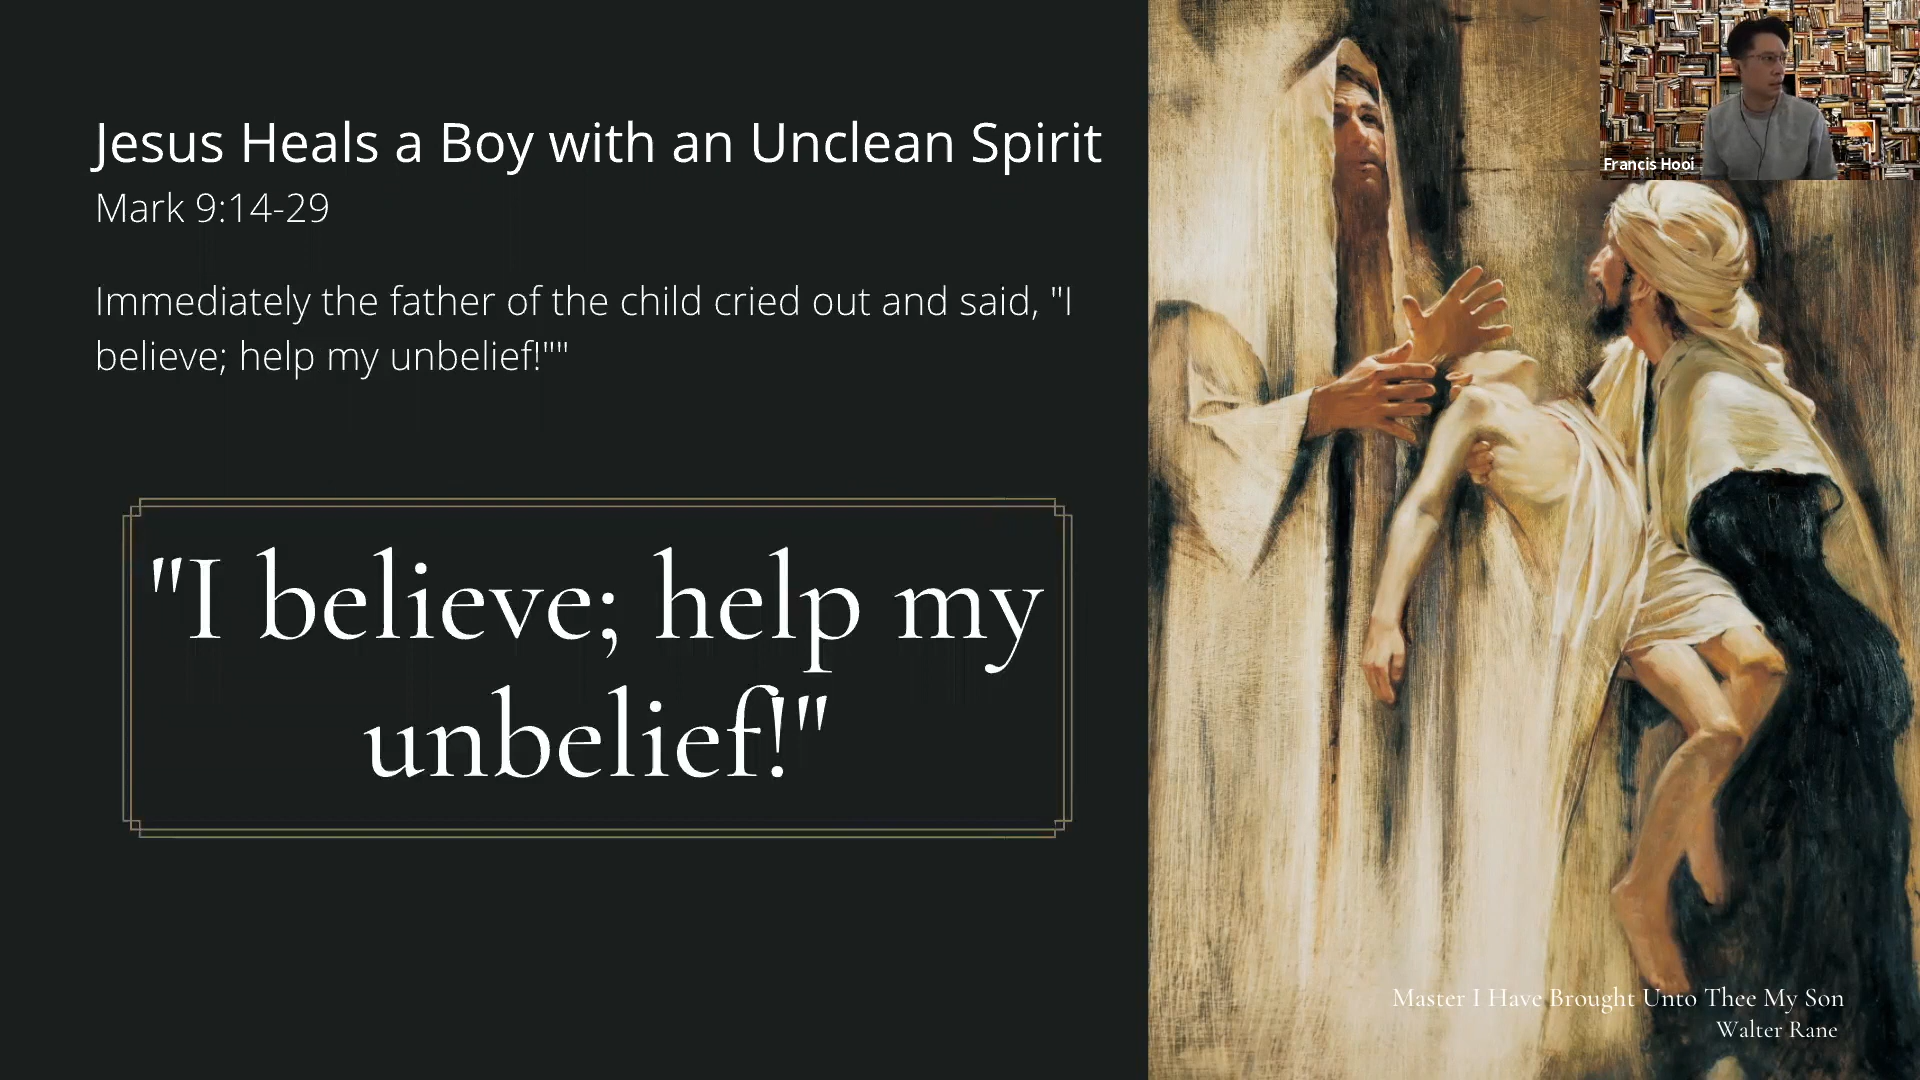 Jesus Heals a Boy with an Unclean Spirit
Mark 9:14-29
Immediately the father of the child cried out and said, "I
believe; help my unbelief!""
"I believe; help my
unbelief!"
Francis Hooi
Master I Have Brought Unto Thee My Son
Walter Rane